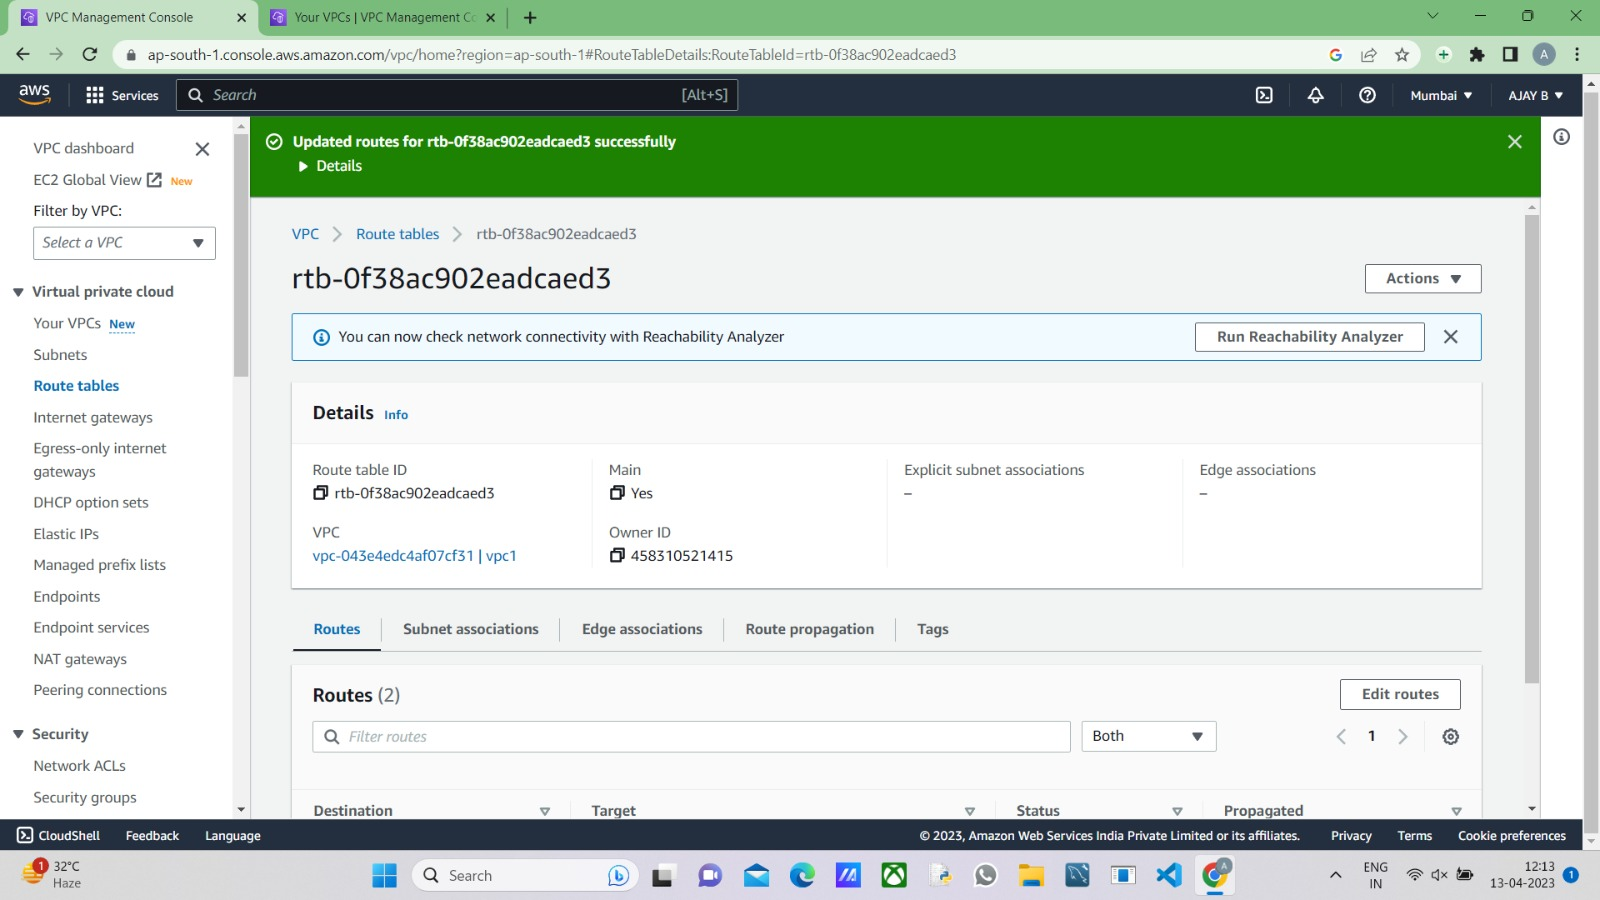 VPC Management Console
Your VPCs | VPC Management Co
ap-south-1.console.aws.amazon.com/vpc/home?region=ap-south-1#RouteTableDetails:RouteTableId=rtb-0f38ac902eadcaed3
G
A
aws
Services
Search
[Alt+S]
Mumbai
AJAY B
VPC dashboard
EC2 Global View New
Filter by VPC:
Select a VPC
Virtual private cloud
Your VPCs New
Subnets
Route tables
Internet gateways
Egress-only internet
gateways
DHCP option sets
Elastic IPs
Managed prefix lists
Endpoints
Endpoint services
NAT gateways
Peering connections
Security
Network ACLs
Security groups
Updated routes for rtb-0f38ac902eadcaed3 successfully
Details
VPC
Route tables
rtb-0f38ac902eadcaed3
rtb-0f38ac902eadcaed3
Actions
You can now check network connectivity with Reachability Analyzer
Run Reachability Analyzer
Details Info
Route table ID
rtb-0f38ac902eadcaed3
Main
Yes
Explicit subnet associations
–
Edge associations
–
VPC
vpc-043e4edc4af07cf31 | vpc1
Owner ID
458310521415
Routes
Subnet associations
Edge associations
Route propagation
Tags
Routes (2)
Edit routes
Filter routes
Both
1
Destination
Target
Status
Propagated
CloudShell
Feedback
Language
© 2023, Amazon Web Services India Private Limited or its affiliates.
Privacy
Terms
Cookie preferences
1
32°C
Haze
Search
A
ENG
IN
12:13
13-04-2023
1